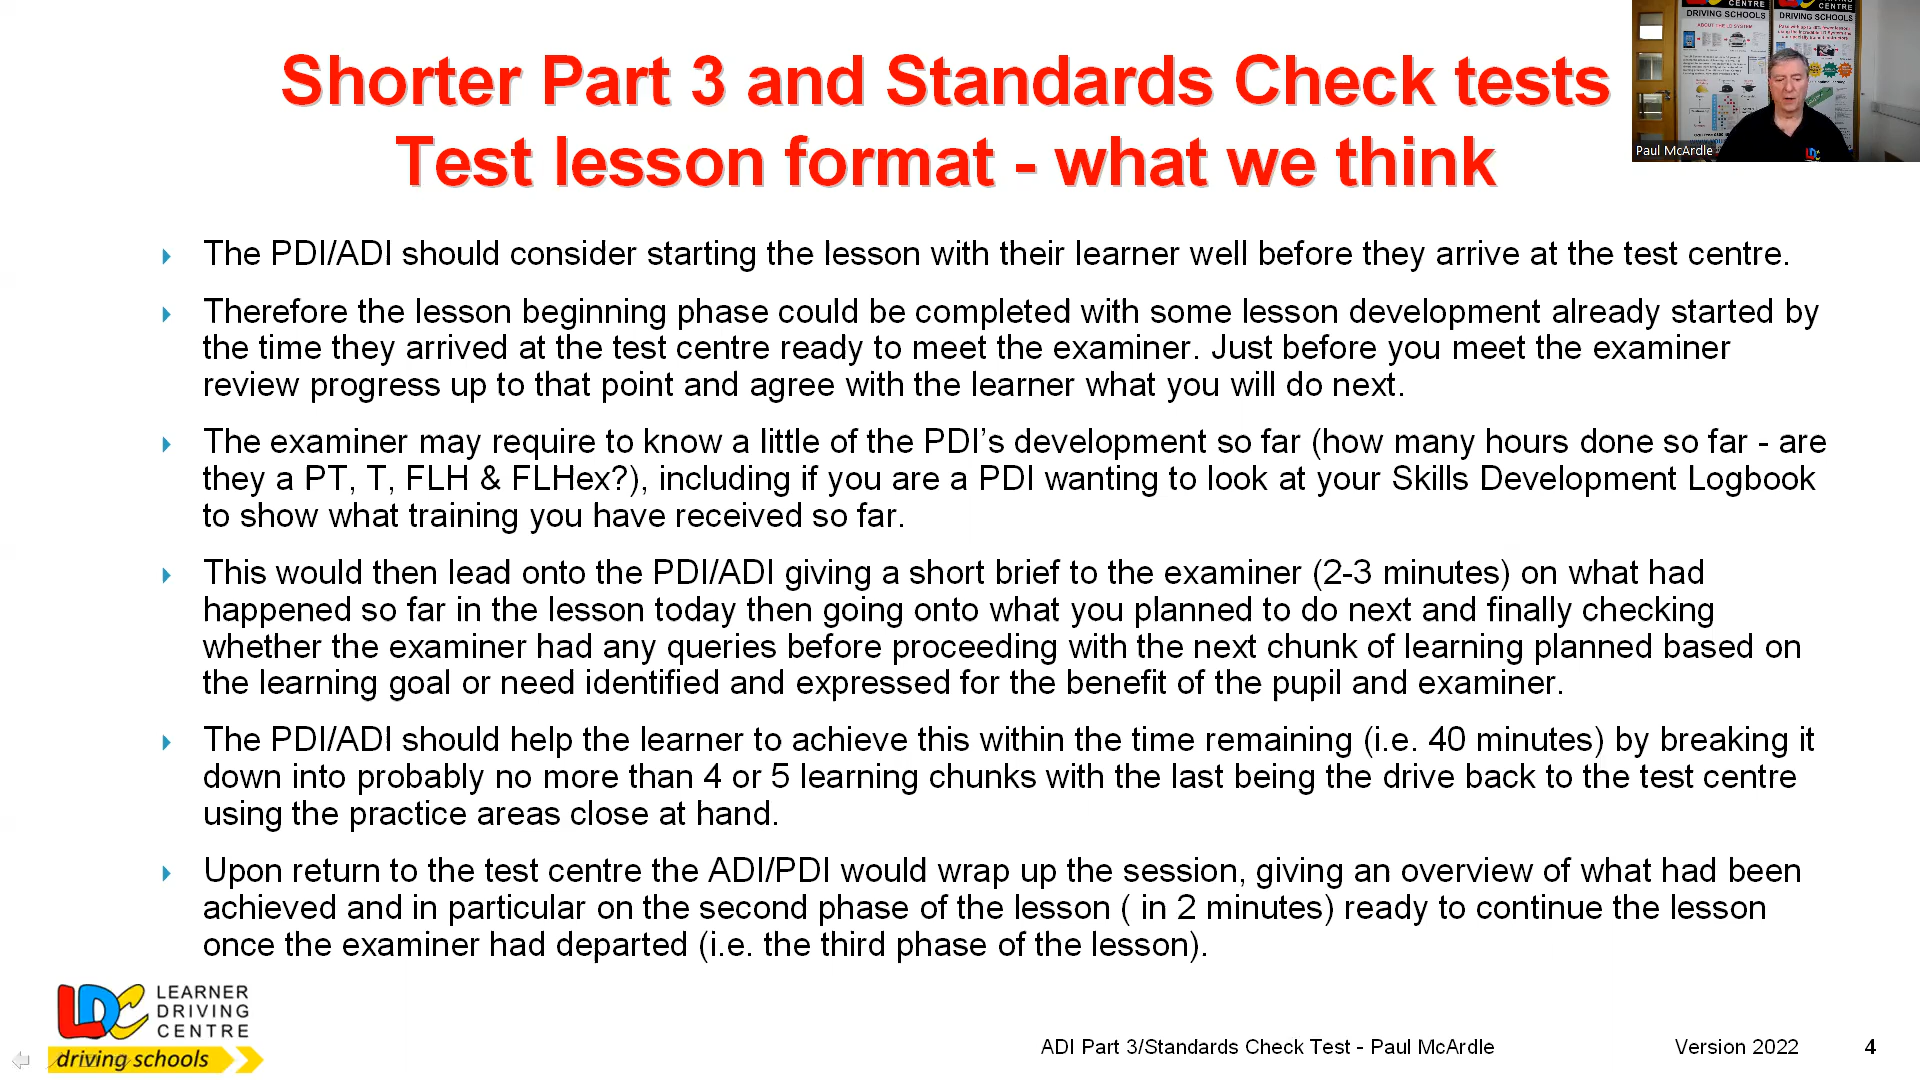 Shorter Part 3 and Standards Check tests
Test lesson format - what we think
CENTRE
CENTRE
DRIVING SCHOOLS
DRIVING SCHOOLS
Paul McArdle
LDC
The PDI/ADI should consider starting the lesson with their learner well before they arrive at the test centre.
Therefore the lesson beginning phase could be completed with some lesson development already started by
the time they arrived at the test centre ready to meet the examiner. Just before you meet the examiner
review progress up to that point and agree with the learner what you will do next.
The examiner may require to know a little of the PDI’s development so far (how many hours done so far - are
they a PT, T, FLH & FLHex?), including if you are a PDI wanting to look at your Skills Development Logbook
to show what training you have received so far.
This would then lead onto the PDI/ADI giving a short brief to the examiner (2-3 minutes) on what had
happened so far in the lesson today then going onto what you planned to do next and finally checking
whether the examiner had any queries before proceeding with the next chunk of learning planned based on
the learning goal or need identified and expressed for the benefit of the pupil and examiner.
The PDI/ADI should help the learner to achieve this within the time remaining (i.e. 40 minutes) by breaking it
down into probably no more than 4 or 5 learning chunks with the last being the drive back to the test centre
using the practice areas close at hand.
Upon return to the test centre the ADI/PDI would wrap up the session, giving an overview of what had been
achieved and in particular on the second phase of the lesson ( in 2 minutes) ready to continue the lesson
once the examiner had departed (i.e. the third phase of the lesson).
LDC
LEARNER
DRIVING
CENTRE
driving schools
ADI Part 3/Standards Check Test - Paul McArdle
Version 2022
4